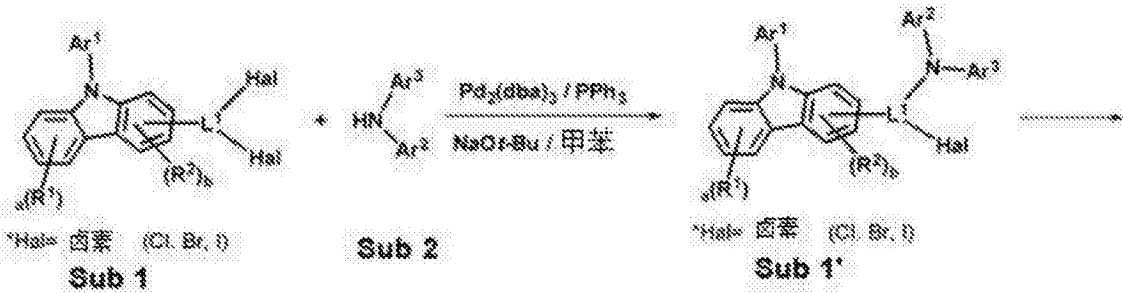 Ar¹
N
Hal
L¹
Hal
(R²)b
a(R¹)
*Hal= 卤素 (Cl, Br, I)
Sub 1
+
Ar³
HN
Ar²
Sub 2
Pd₂(dba)₃ / PPh₃
NaOt-Bu / 甲苯
Ar¹
N
Ar²
N
Ar³
L¹
Hal
(R²)b
a(R¹)
*Hal= 卤素 (Cl, Br, I)
Sub 1'